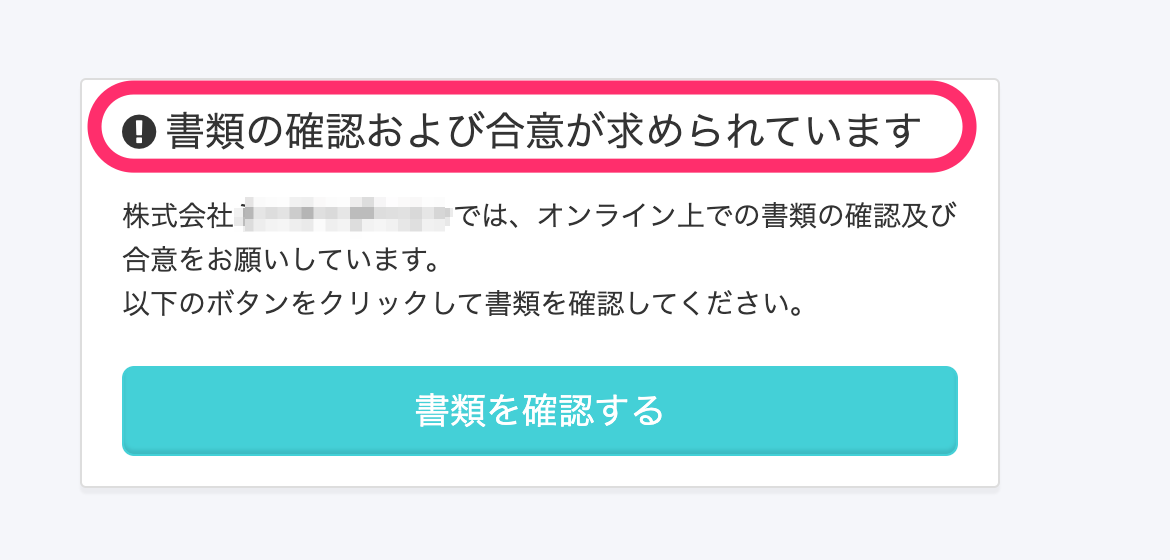 書類の確認および合意が求められています
株式会社では、オンライン上での書類の確認及び
合意をお願いしています。
以下のボタンをクリックして書類を確認してください。
書類を確認する